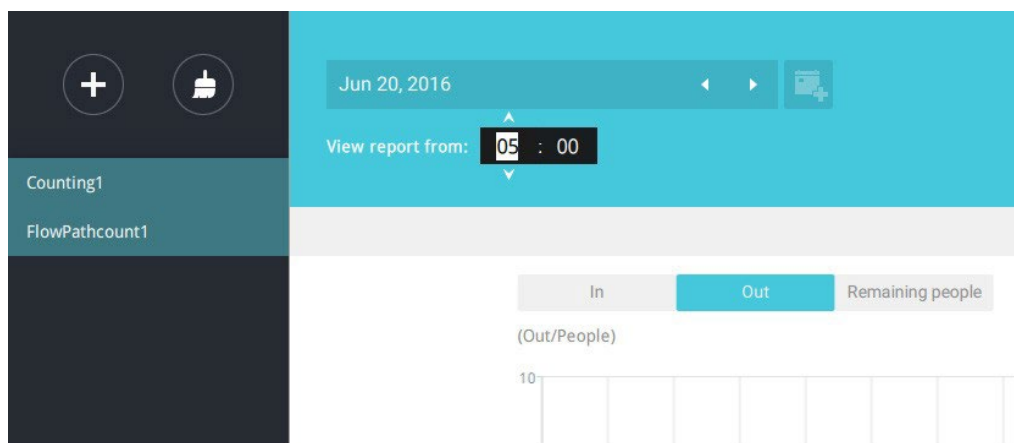 Jun 20, 2016
View report from: 05 : 00
Counting1
FlowPathcount1
In Out Remaining people
(Out/People)
10